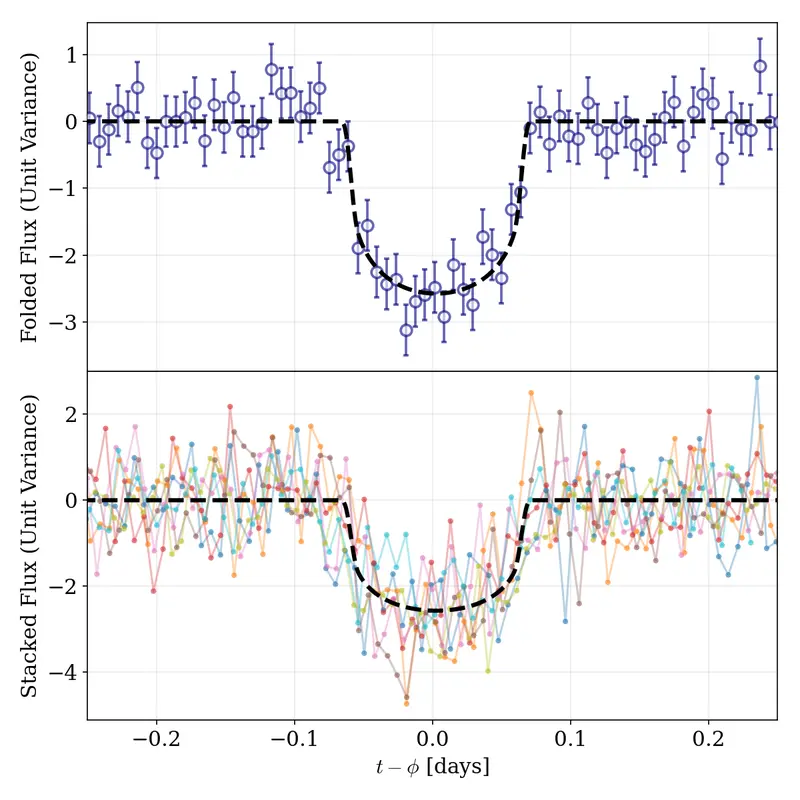 Folded Flux (Unit Variance)
1
0
−1
−2
−3
Stacked Flux (Unit Variance)
2
0
−2
−4
−0.2 −0.1 0.0 0.1 0.2
t − ϕ [days]